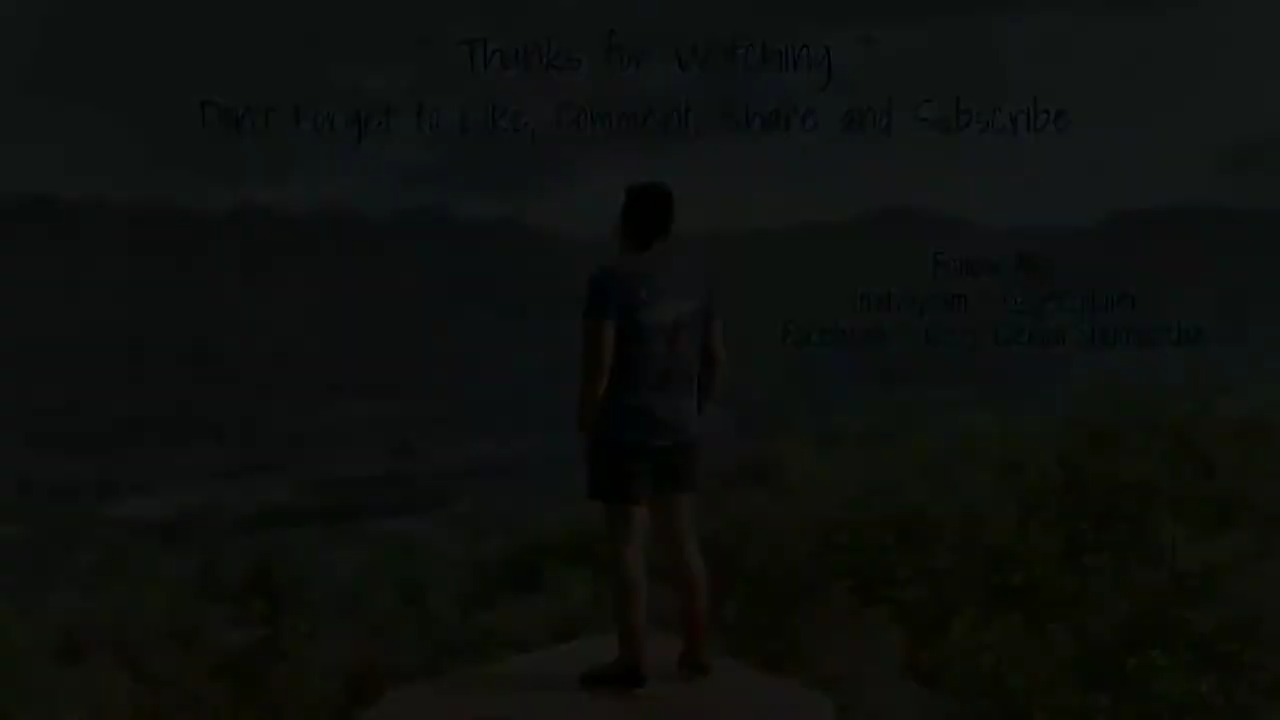 Thanks for Watching
Don't Forget to Like, Comment, Share and Subscribe
Follow Me
Instagram
Facebook